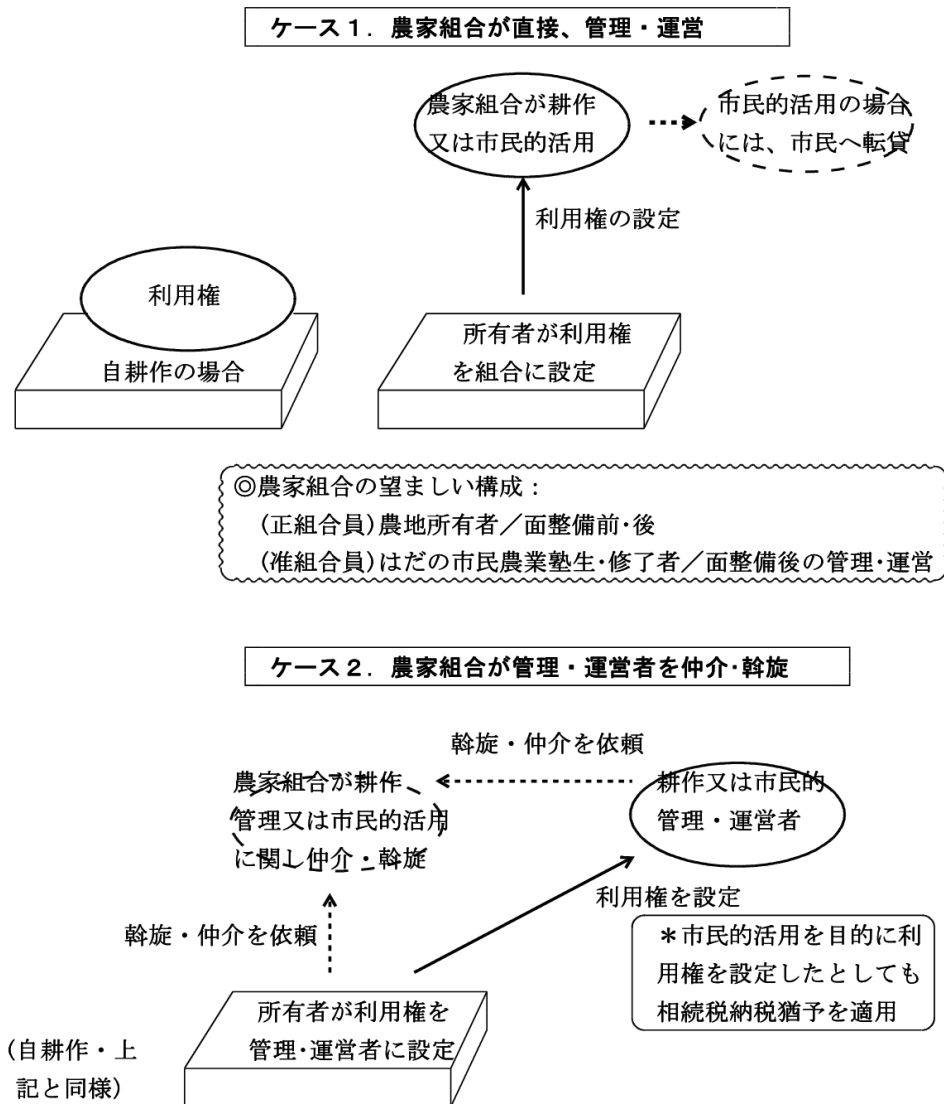 ケース１．農家組合が直接、管理・運営
農家組合が耕作
又は市民的活用
市民的活用の場合
には、市民へ転貸
利用権の設定
利用権
自耕作の場合
所有者が利用権
を組合に設定
◎農家組合の望ましい構成：
(正組合員)農地所有者／面整備前・後
(准組合員)はだの市民農業塾生・修了者／面整備後の管理・運営
ケース２．農家組合が管理・運営者を仲介・斡旋
斡旋・仲介を依頼
農家組合が耕作
管理又は市民的活用
に関し仲介・斡旋
耕作又は市民的
管理・運営者
利用権を設定
斡旋・仲介を依頼
＊市民的活用を目的に利
用権を設定したとしても
相続税納税猶予を適用
所有者が利用権を
管理・運営者に設定
(自耕作・上
記と同様)